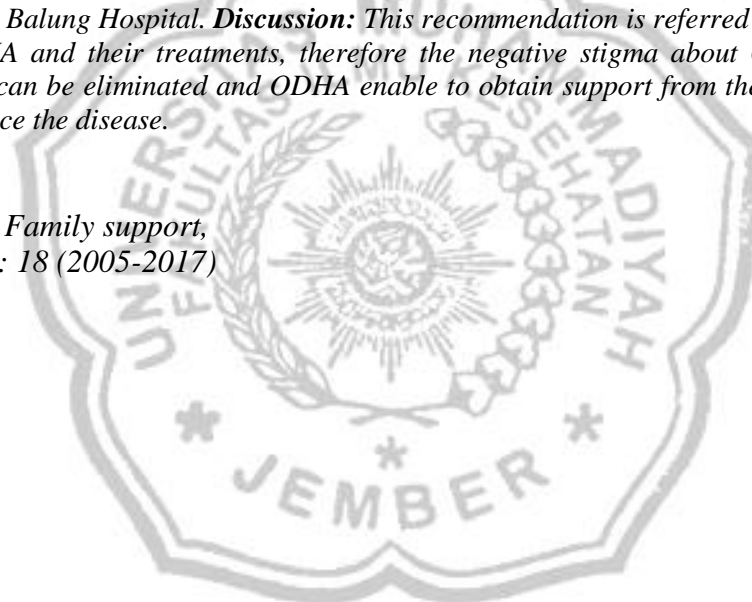 Balung Hospital. Discussion: This recommendation is referred
A and their treatments, therefore the negative stigma about
can be eliminated and ODHA enable to obtain support from the
ce the disease.
Family support,
: 18 (2005-2017)
UNIVERSITAS MUHAMMADIYAH
FAKULTAS ILMU KESEHATAN
JEMBER